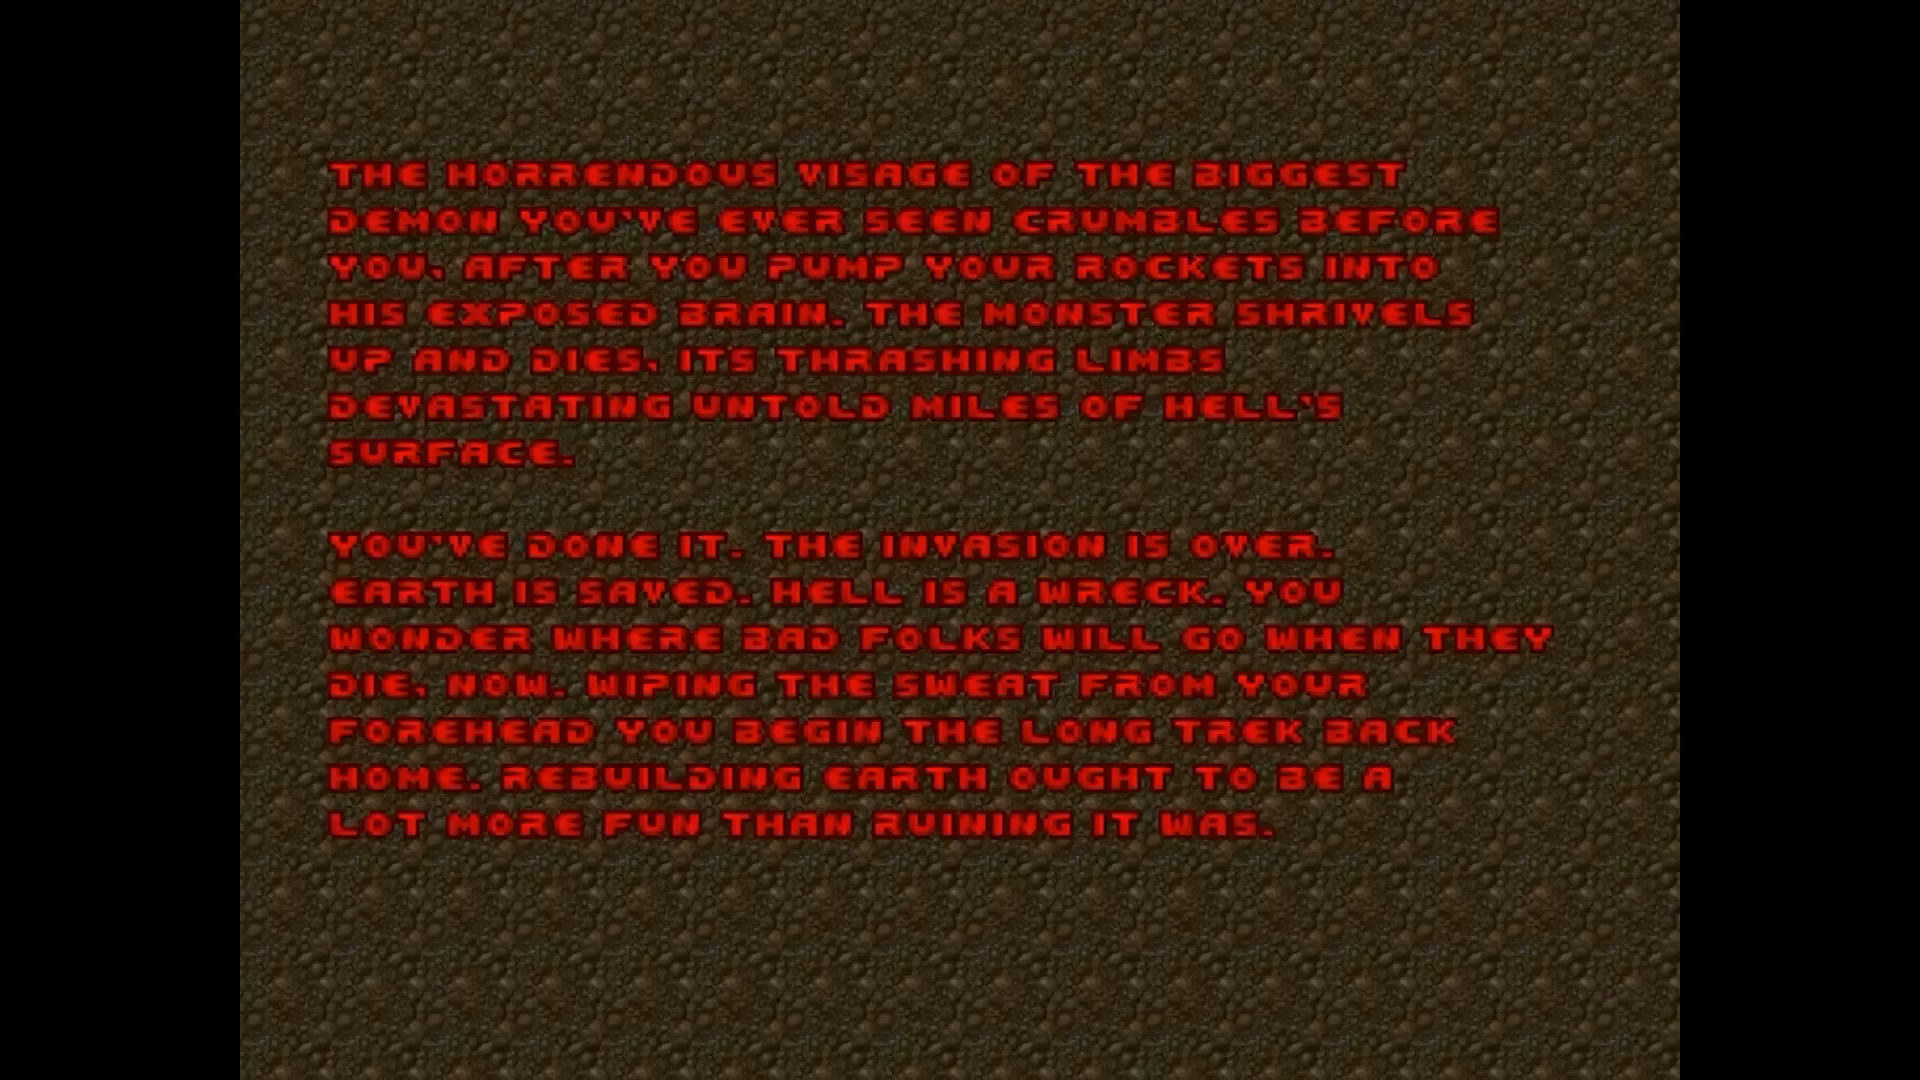 THE HORRENDOUS VISAGE OF THE BIGGEST
DEMON YOU'VE EVER SEEN CRUMBLES BEFORE
YOU, AFTER YOU PUMP YOUR ROCKETS INTO
HIS EXPOSED BRAIN. THE MONSTER SHRIVELS
UP AND DIES, ITS THRASHING LIMBS
DEVASTATING UNTOLD MILES OF HELL'S
SURFACE.

YOU'VE DONE IT. THE INVASION IS OVER.
EARTH IS SAVED. HELL IS A WRECK. YOU
WONDER WHERE BAD FOLKS WILL GO WHEN THEY
DIE, NOW. WIPING THE SWEAT FROM YOUR
FOREHEAD YOU BEGIN THE LONG TREK BACK
HOME. REBUILDING EARTH OUGHT TO BE A
LOT MORE FUN THAN RUINING IT WAS.